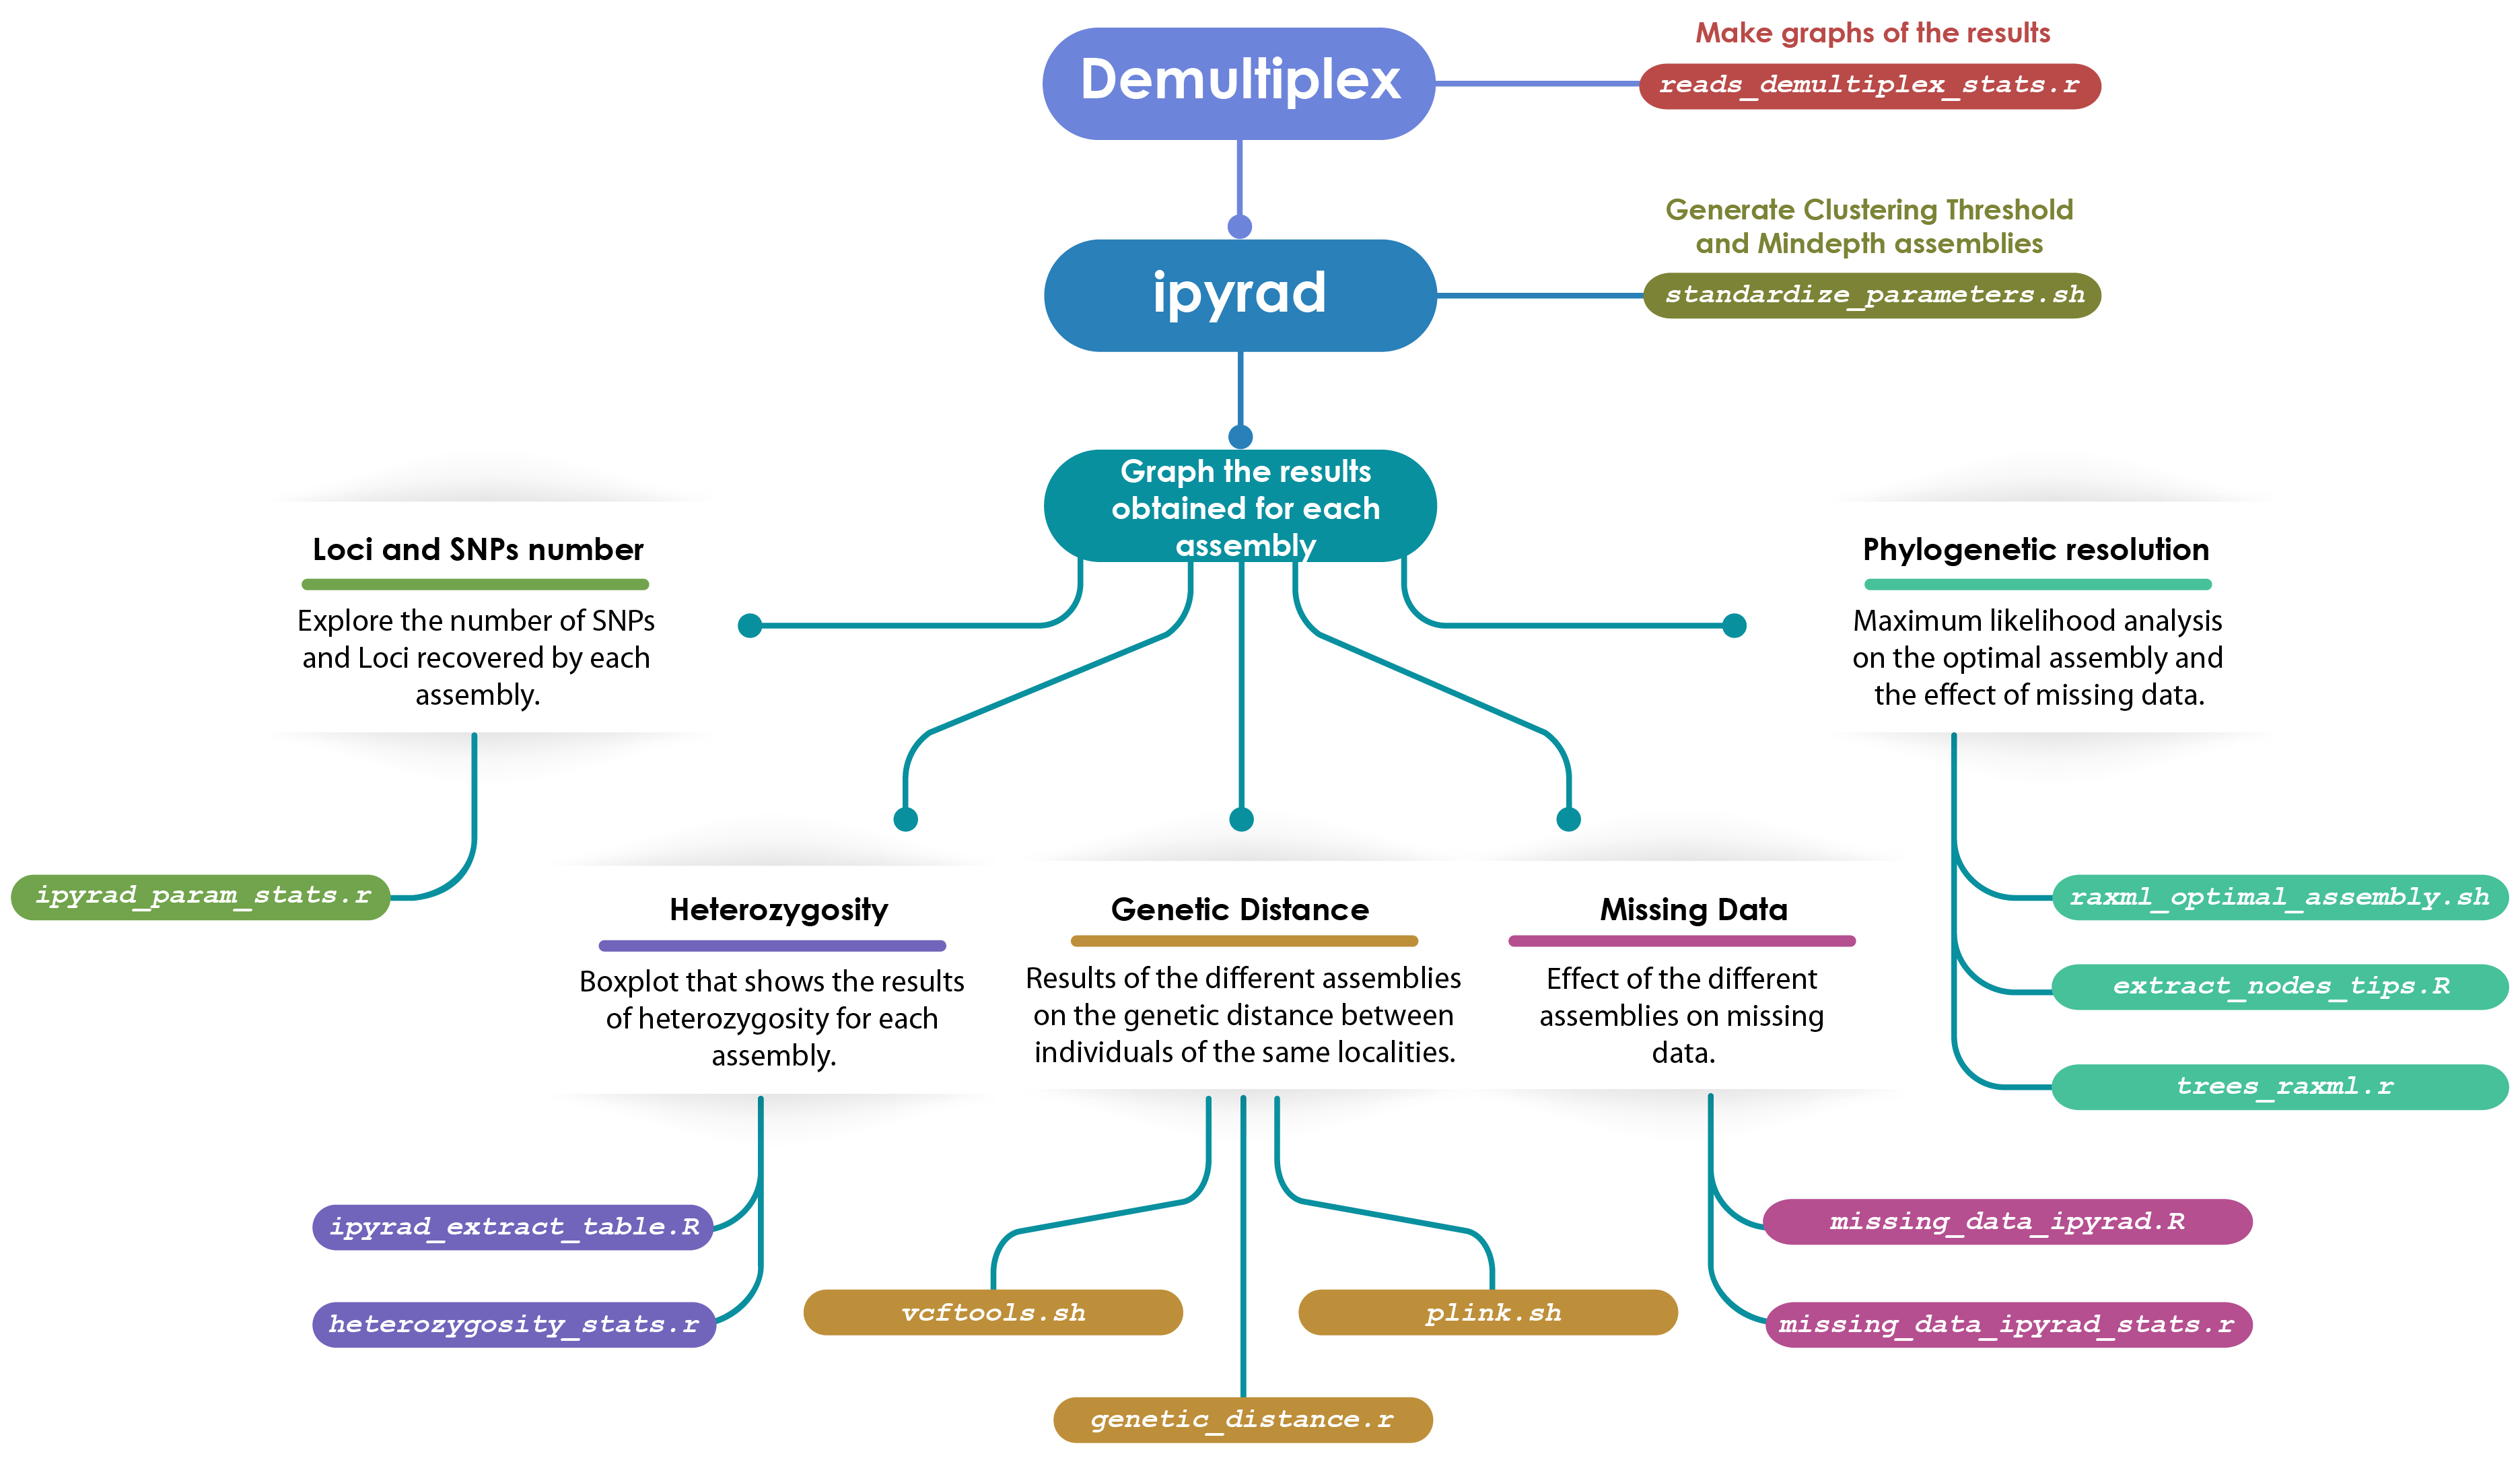 Demultiplex
Make graphs of the results
reads_demultiplex_stats.r
ipyrad
Generate Clustering Threshold
and Mindepth assemblies
standardize_parameters.sh
Graph the results
obtained for each
assembly
Loci and SNPs number
Explore the number of SNPs
and Loci recovered by each
assembly.
ipyrad_param_stats.r
Heterozygosity
Boxplot that shows the results
of heterozygosity for each
assembly.
ipyrad_extract_table.R
heterozygosity_stats.r
Genetic Distance
Results of the different assemblies
on the genetic distance between
individuals of the same localities.
vcftools.sh
plink.sh
genetic_distance.r
Missing Data
Effect of the different
assemblies on missing
data.
missing_data_ipyrad.R
missing_data_ipyrad_stats.r
Phylogenetic resolution
Maximum likelihood analysis
on the optimal assembly and
the effect of missing data.
raxml_optimal_assembly.sh
extract_nodes_tips.R
trees_raxml.r